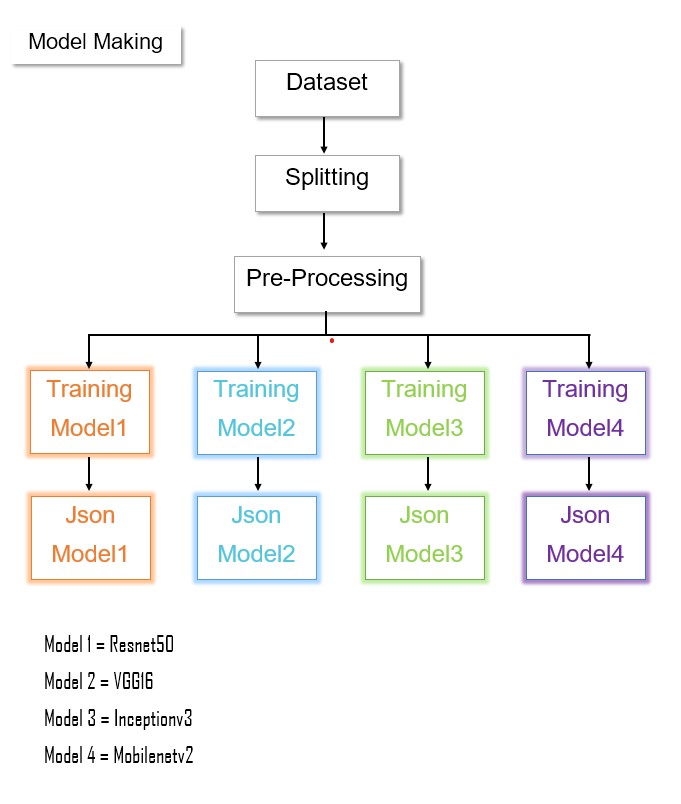 Model Making
Dataset
Splitting
Pre-Processing
Training
Model1
Training
Model2
Training
Model3
Training
Model4
Json
Model1
Json
Model2
Json
Model3
Json
Model4
Model 1 = Resnet50
Model 2 = VGG16
Model 3 = Inceptionv3
Model 4 = Mobilenetv2